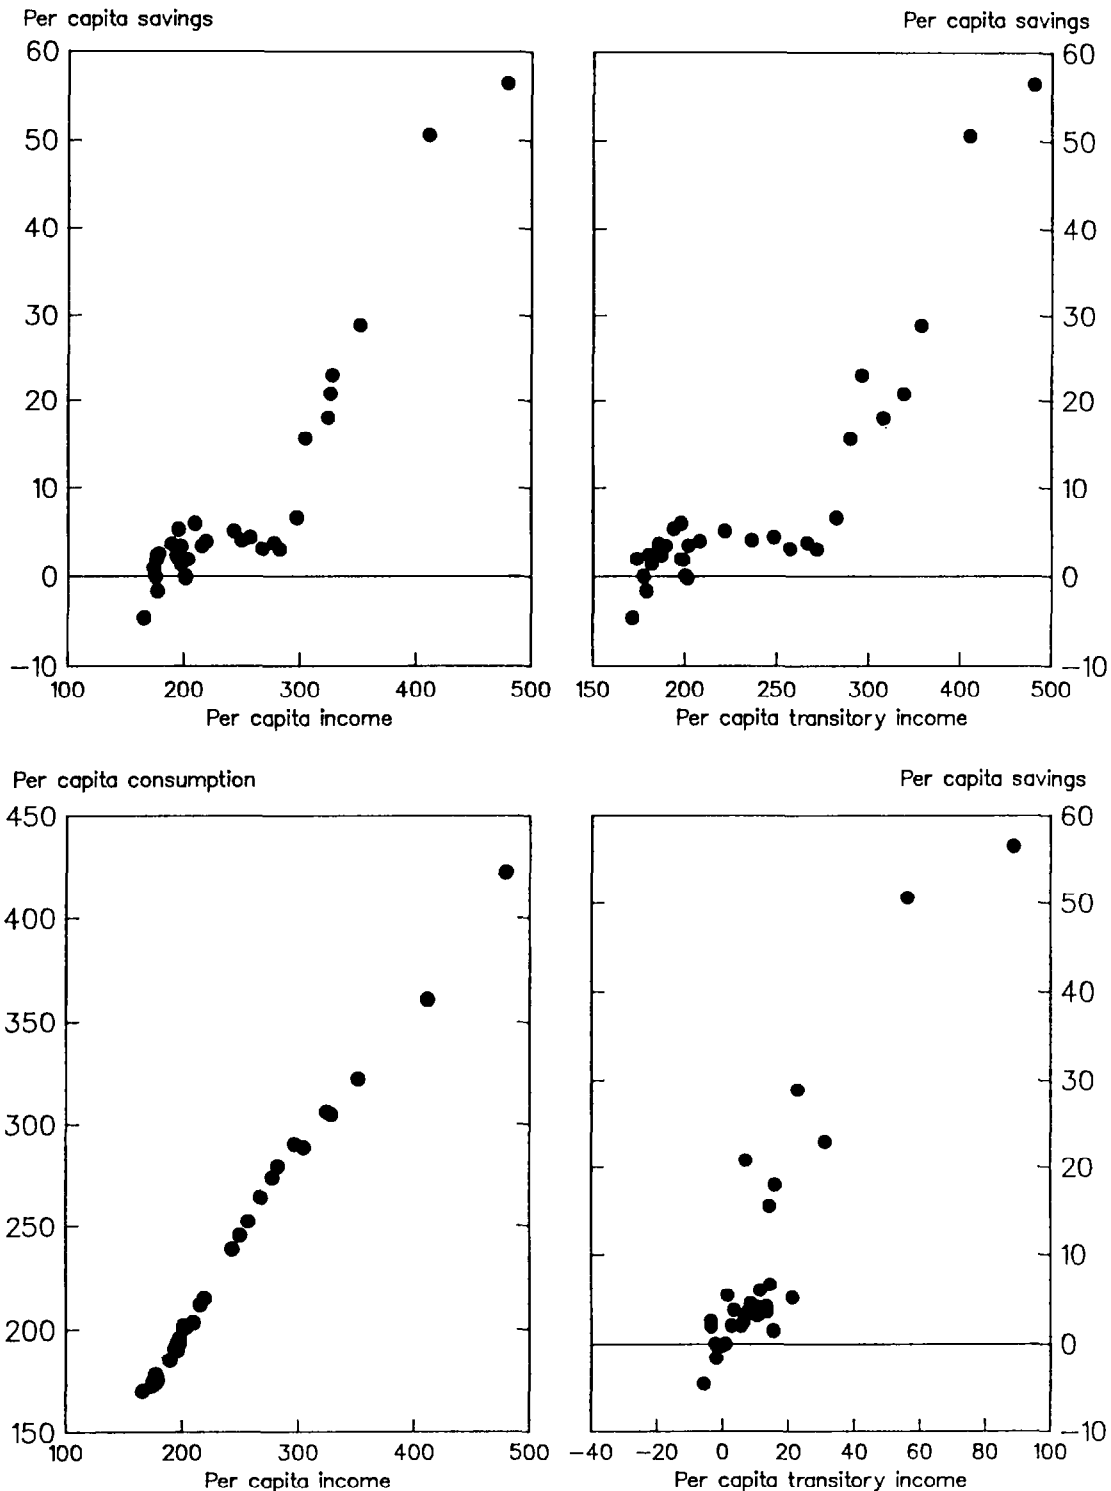 Per capita savings
60
50
40
30
20
10
0
−10
100 200 300 400 500
Per capita income
Per capita savings
60
50
40
30
20
10
0
−10
150 200 250 300 400 500
Per capita transitory income
Per capita consumption
450
400
350
300
250
200
150
100 200 300 400 500
Per capita income
Per capita savings
60
50
40
30
20
10
0
−10
−40 −20 0 20 40 60 80 100
Per capita transitory income